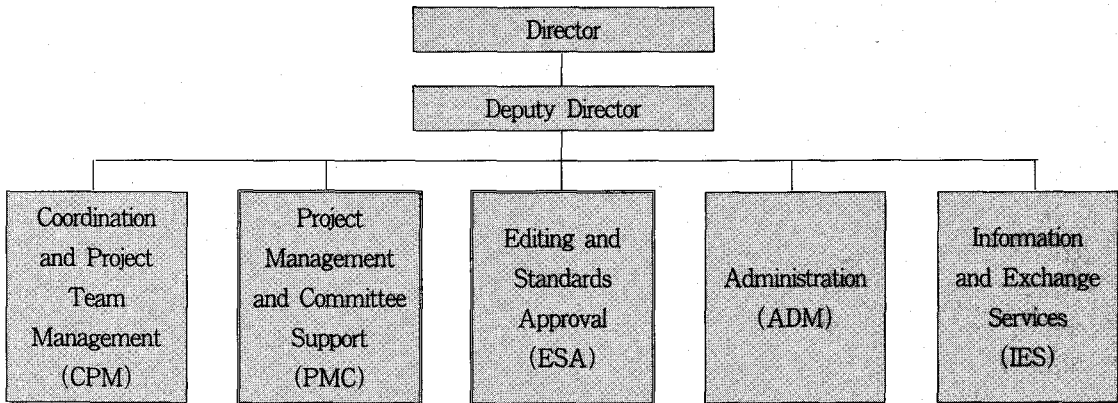 Director
Deputy Director
Coordination
and Project
Team
Management
(CPM)
Project
Management
and Committee
Support
(PMC)
Editing and
Standards
Approval
(ESA)
Administration
(ADM)
Information
and Exchange
Services
(IES)